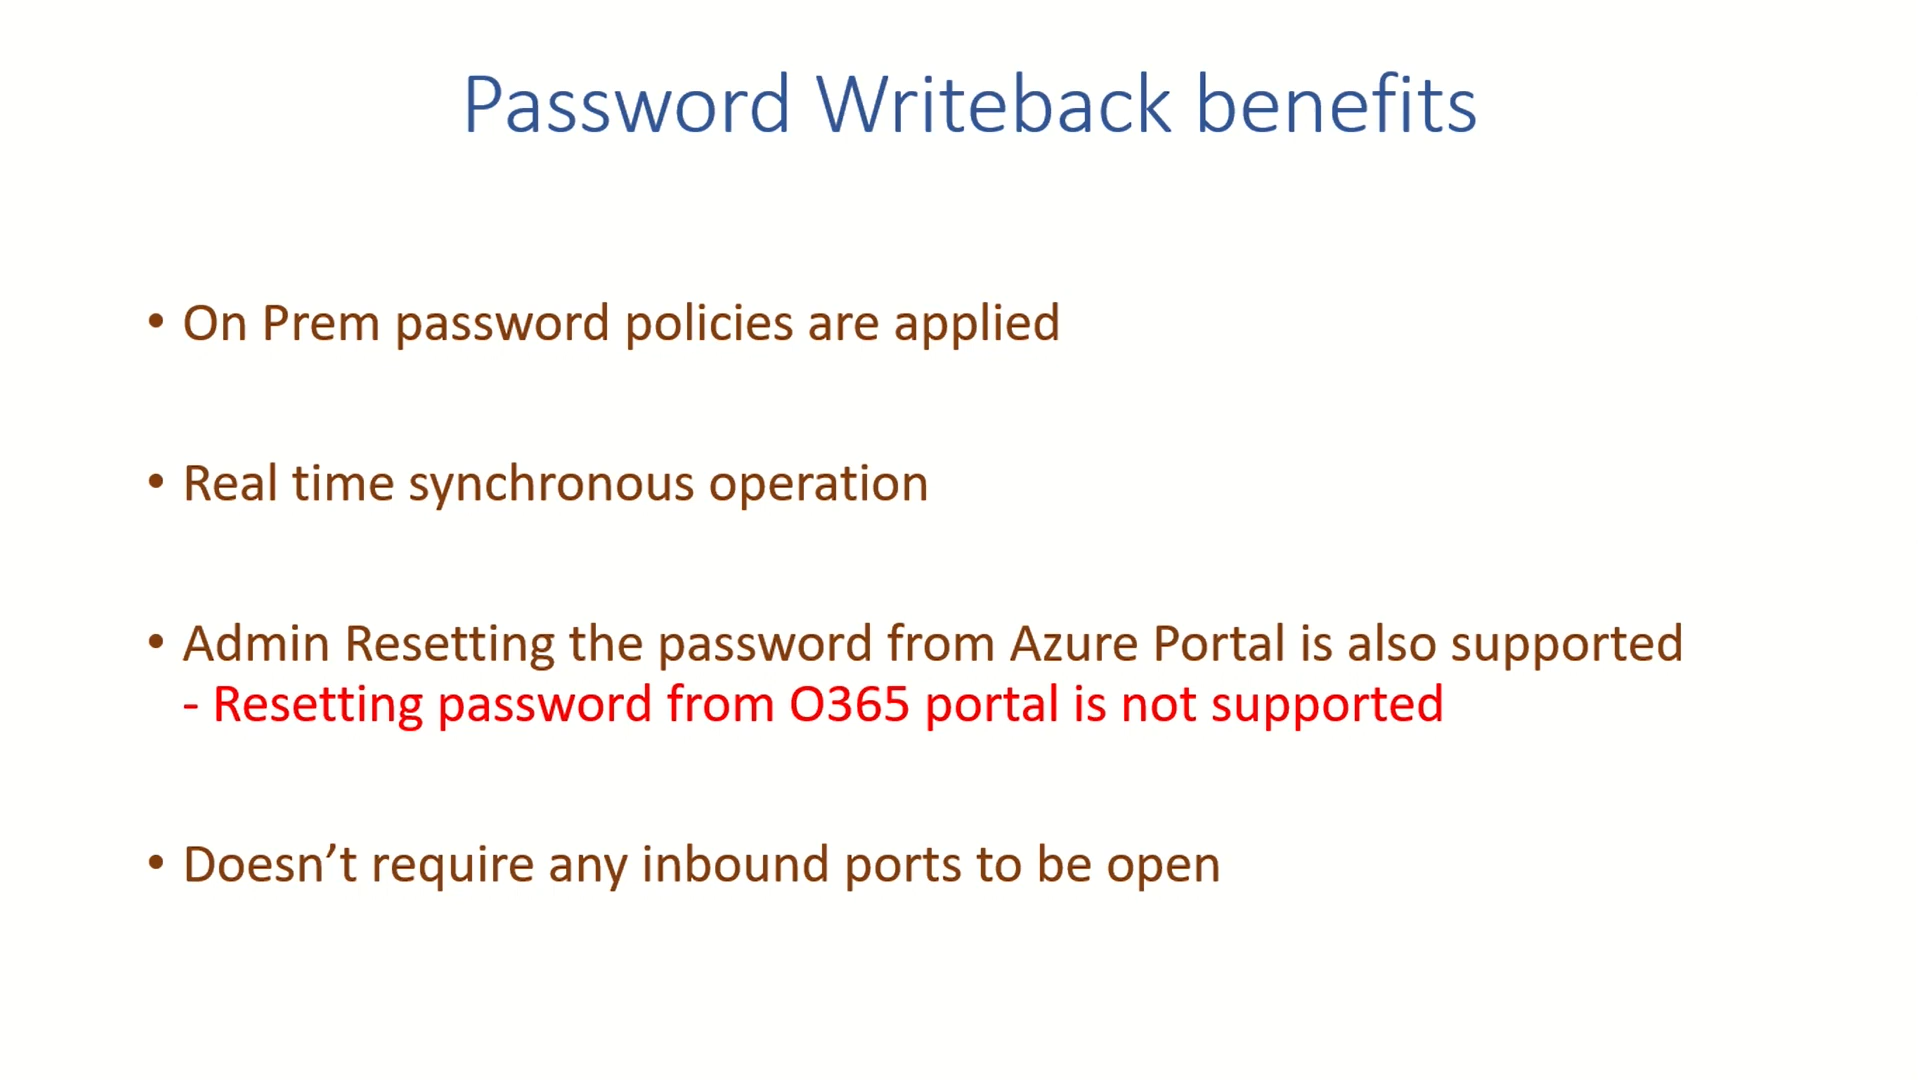 Password Writeback benefits
• On Prem password policies are applied
• Real time synchronous operation
• Admin Resetting the password from Azure Portal is also supported
- Resetting password from O365 portal is not supported
• Doesn’t require any inbound ports to be open